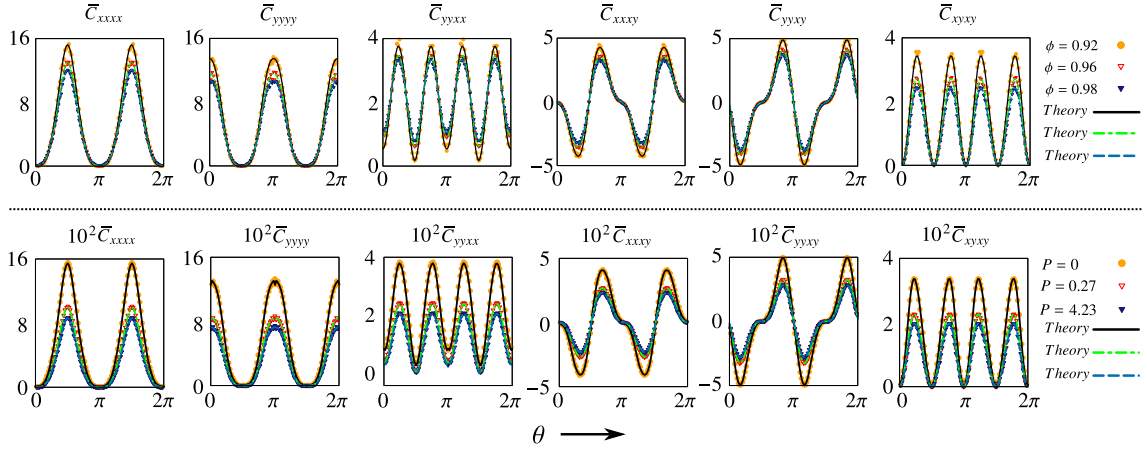 C̅xxxx C̅yyyy C̅yyxx C̅xxxy C̅yyxy C̅xyxy
16 16 4 5 5 4
8 8 2 0 0 2
0 0 0 −5 −5 0
0 π 2π 0 π 2π 0 π 2π 0 π 2π 0 π 2π 0 π 2π
ϕ = 0.92
ϕ = 0.96
ϕ = 0.98
Theory
Theory
Theory
10²C̅xxxx 10²C̅yyyy 10²C̅yyxx 10²C̅xxxy 10²C̅yyxy 10²C̅xyxy
16 16 4 5 5 4
8 8 2 0 0 2
0 0 0 −5 −5 0
0 π 2π 0 π 2π 0 π 2π 0 π 2π 0 π 2π 0 π 2π
P = 0
P = 0.27
P = 4.23
Theory
Theory
Theory
θ